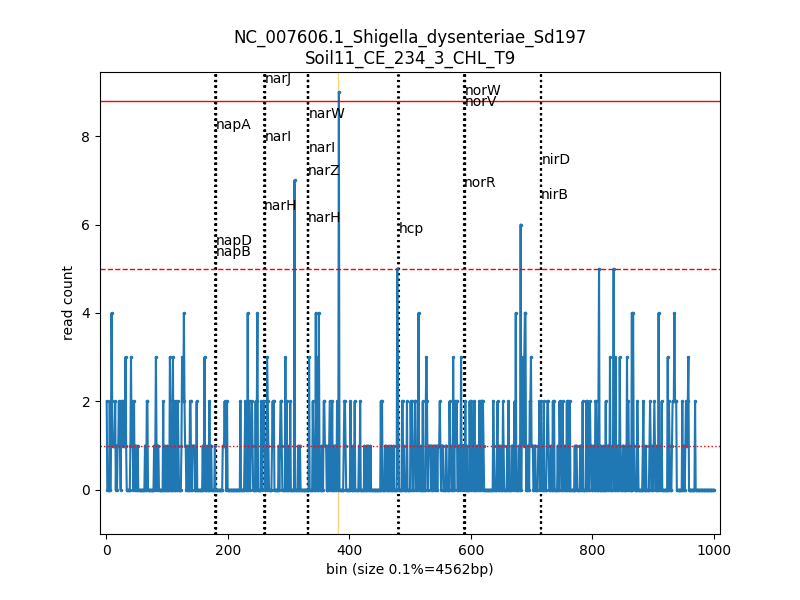 NC_007606.1_Shigella_dysenteriae_Sd197
Soil11_CE_234_3_CHL_T9
narJ
norW
norV
narW
napA
narI
narI
nirD
narZ
norR
nirB
narH
narH
hcp
napD
napB
read count
8
6
4
2
0
0 200 400 600 800 1000
bin (size 0.1%=4562bp)